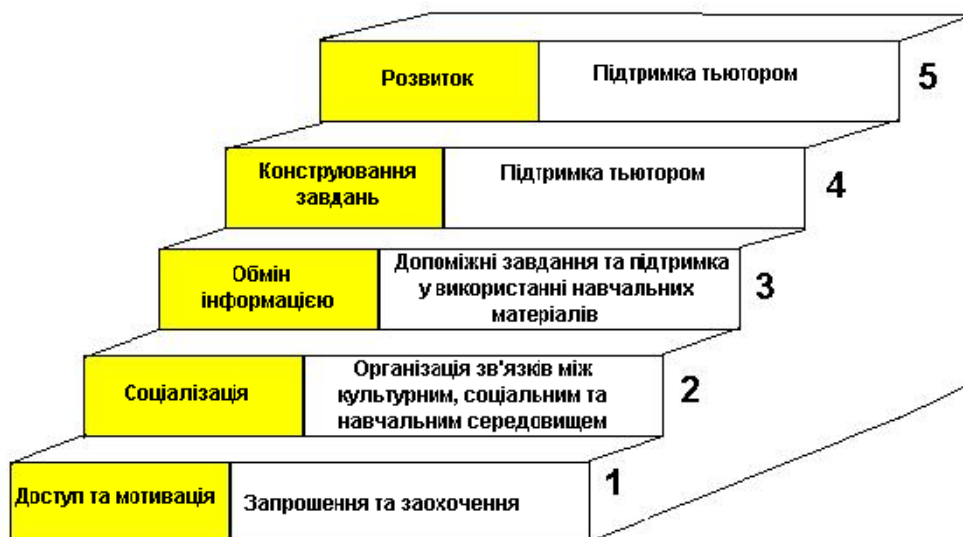 Розвиток
Підтримка тьютором
5
Конструювання
завдань
Підтримка тьютором
4
Обмін
інформацією
Допоміжні завдання та підтримка
у використанні навчальних
матеріалів
3
Соціалізація
Організація зв'язків між
культурним, соціальним та
навчальним середовищем
2
Доступ та мотивація
Запрошення та заохочення
1